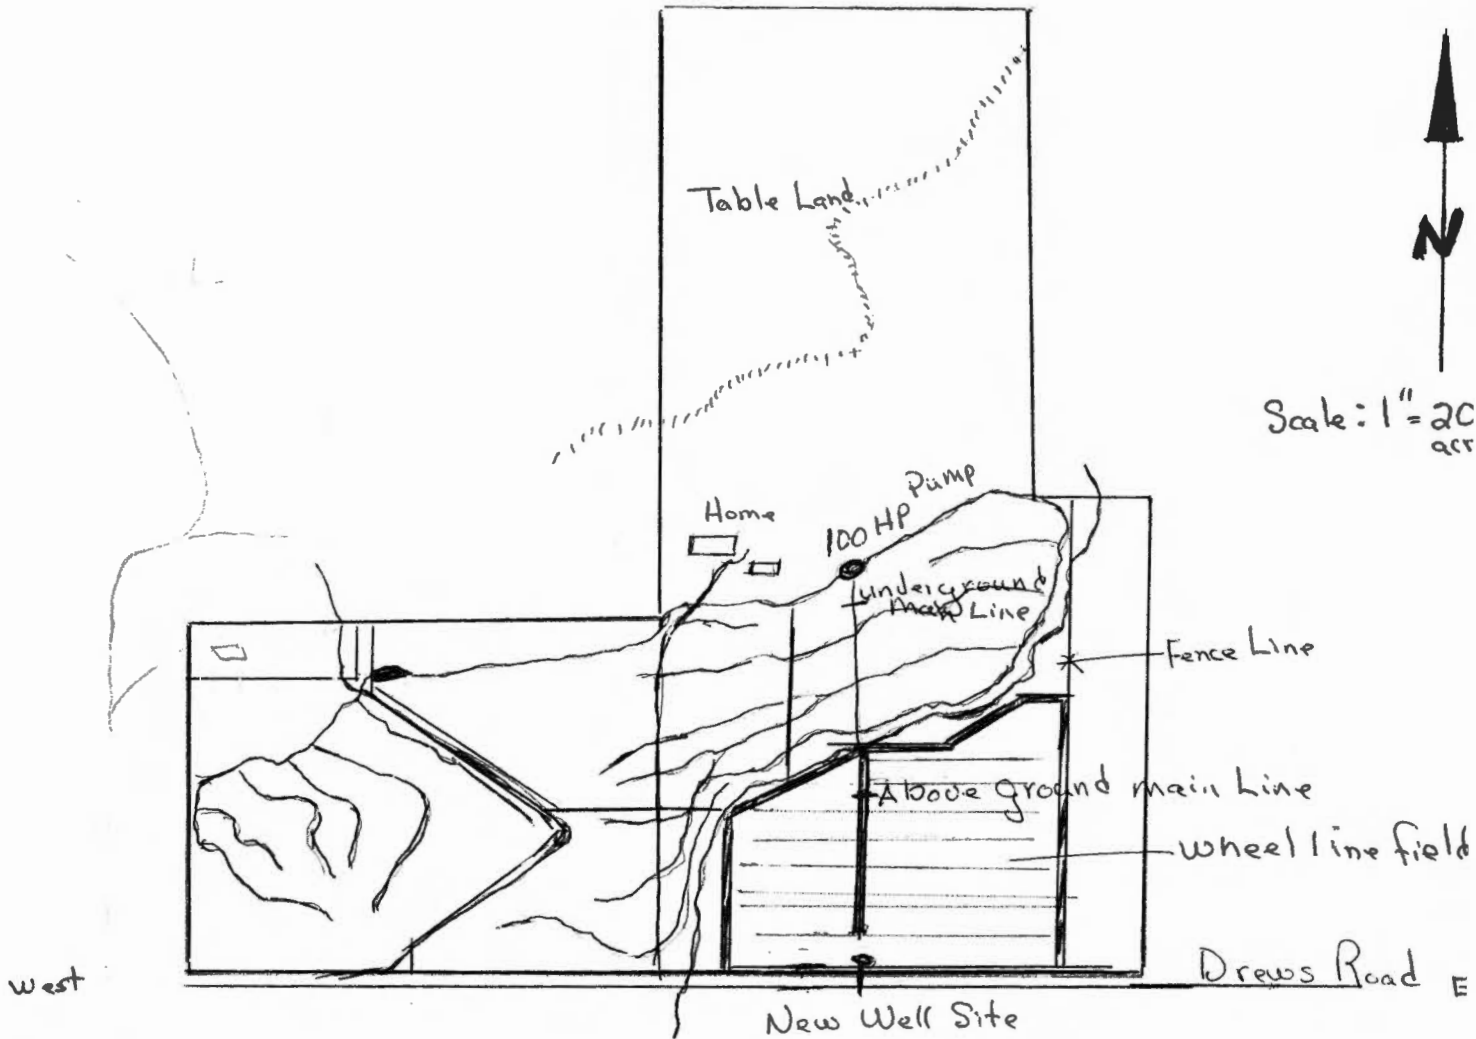 Table Land
N
Scale: 1" = 20
acr
Pump
100 HP
Home
underground
Main Line
Fence Line
Above ground main Line
wheel line field
Drews Road
West
E
New Well Site